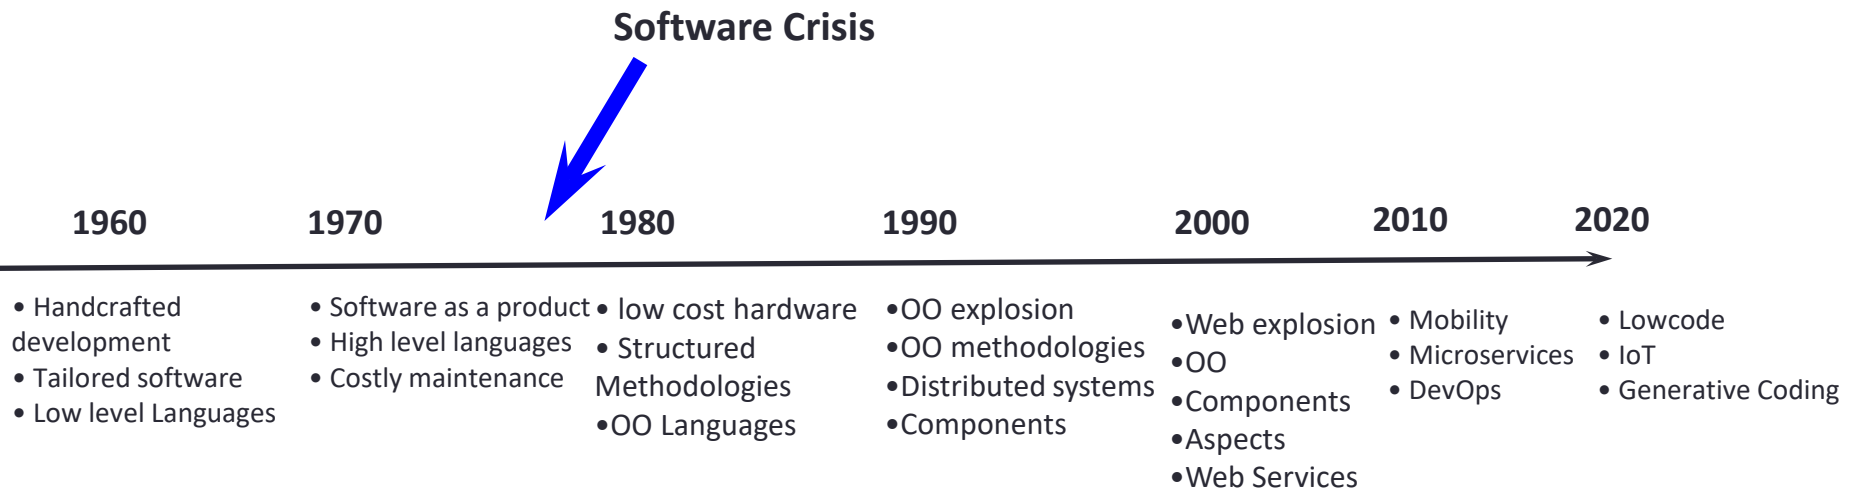 Software Crisis
1960
1970
1980
1990
2000
2010
2020
• Handcrafted
development
• Tailored software
• Low level Languages
• Software as a product
• High level languages
• Costly maintenance
• low cost hardware
• Structured
Methodologies
•OO Languages
•OO explosion
•OO methodologies
•Distributed systems
•Components
•Web explosion
•OO
•Components
•Aspects
•Web Services
• Mobility
• Microservices
• DevOps
• Lowcode
• IoT
• Generative Coding